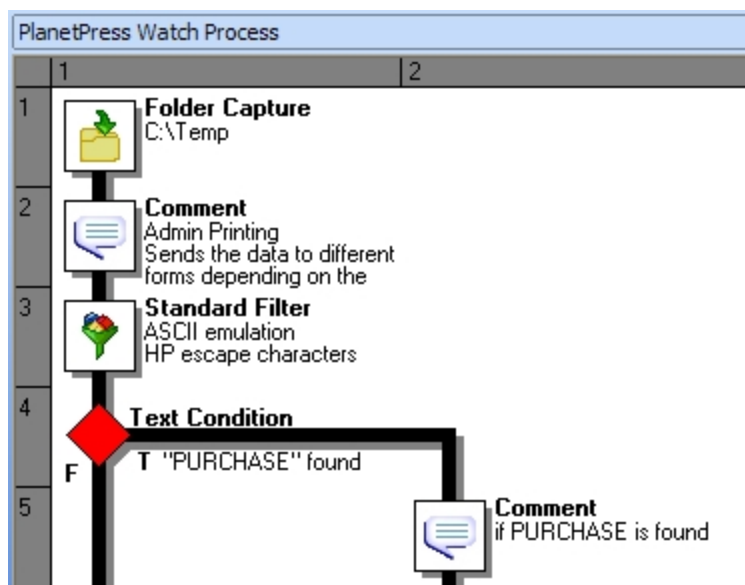 PlanetPress Watch Process
1
2
1
Folder Capture
C:\Temp
2
Comment
Admin Printing
Sends the data to different
forms depending on the
3
Standard Filter
ASCII emulation
HP escape characters
4
Text Condition
F
T "PURCHASE" found
5
Comment
if PURCHASE is found